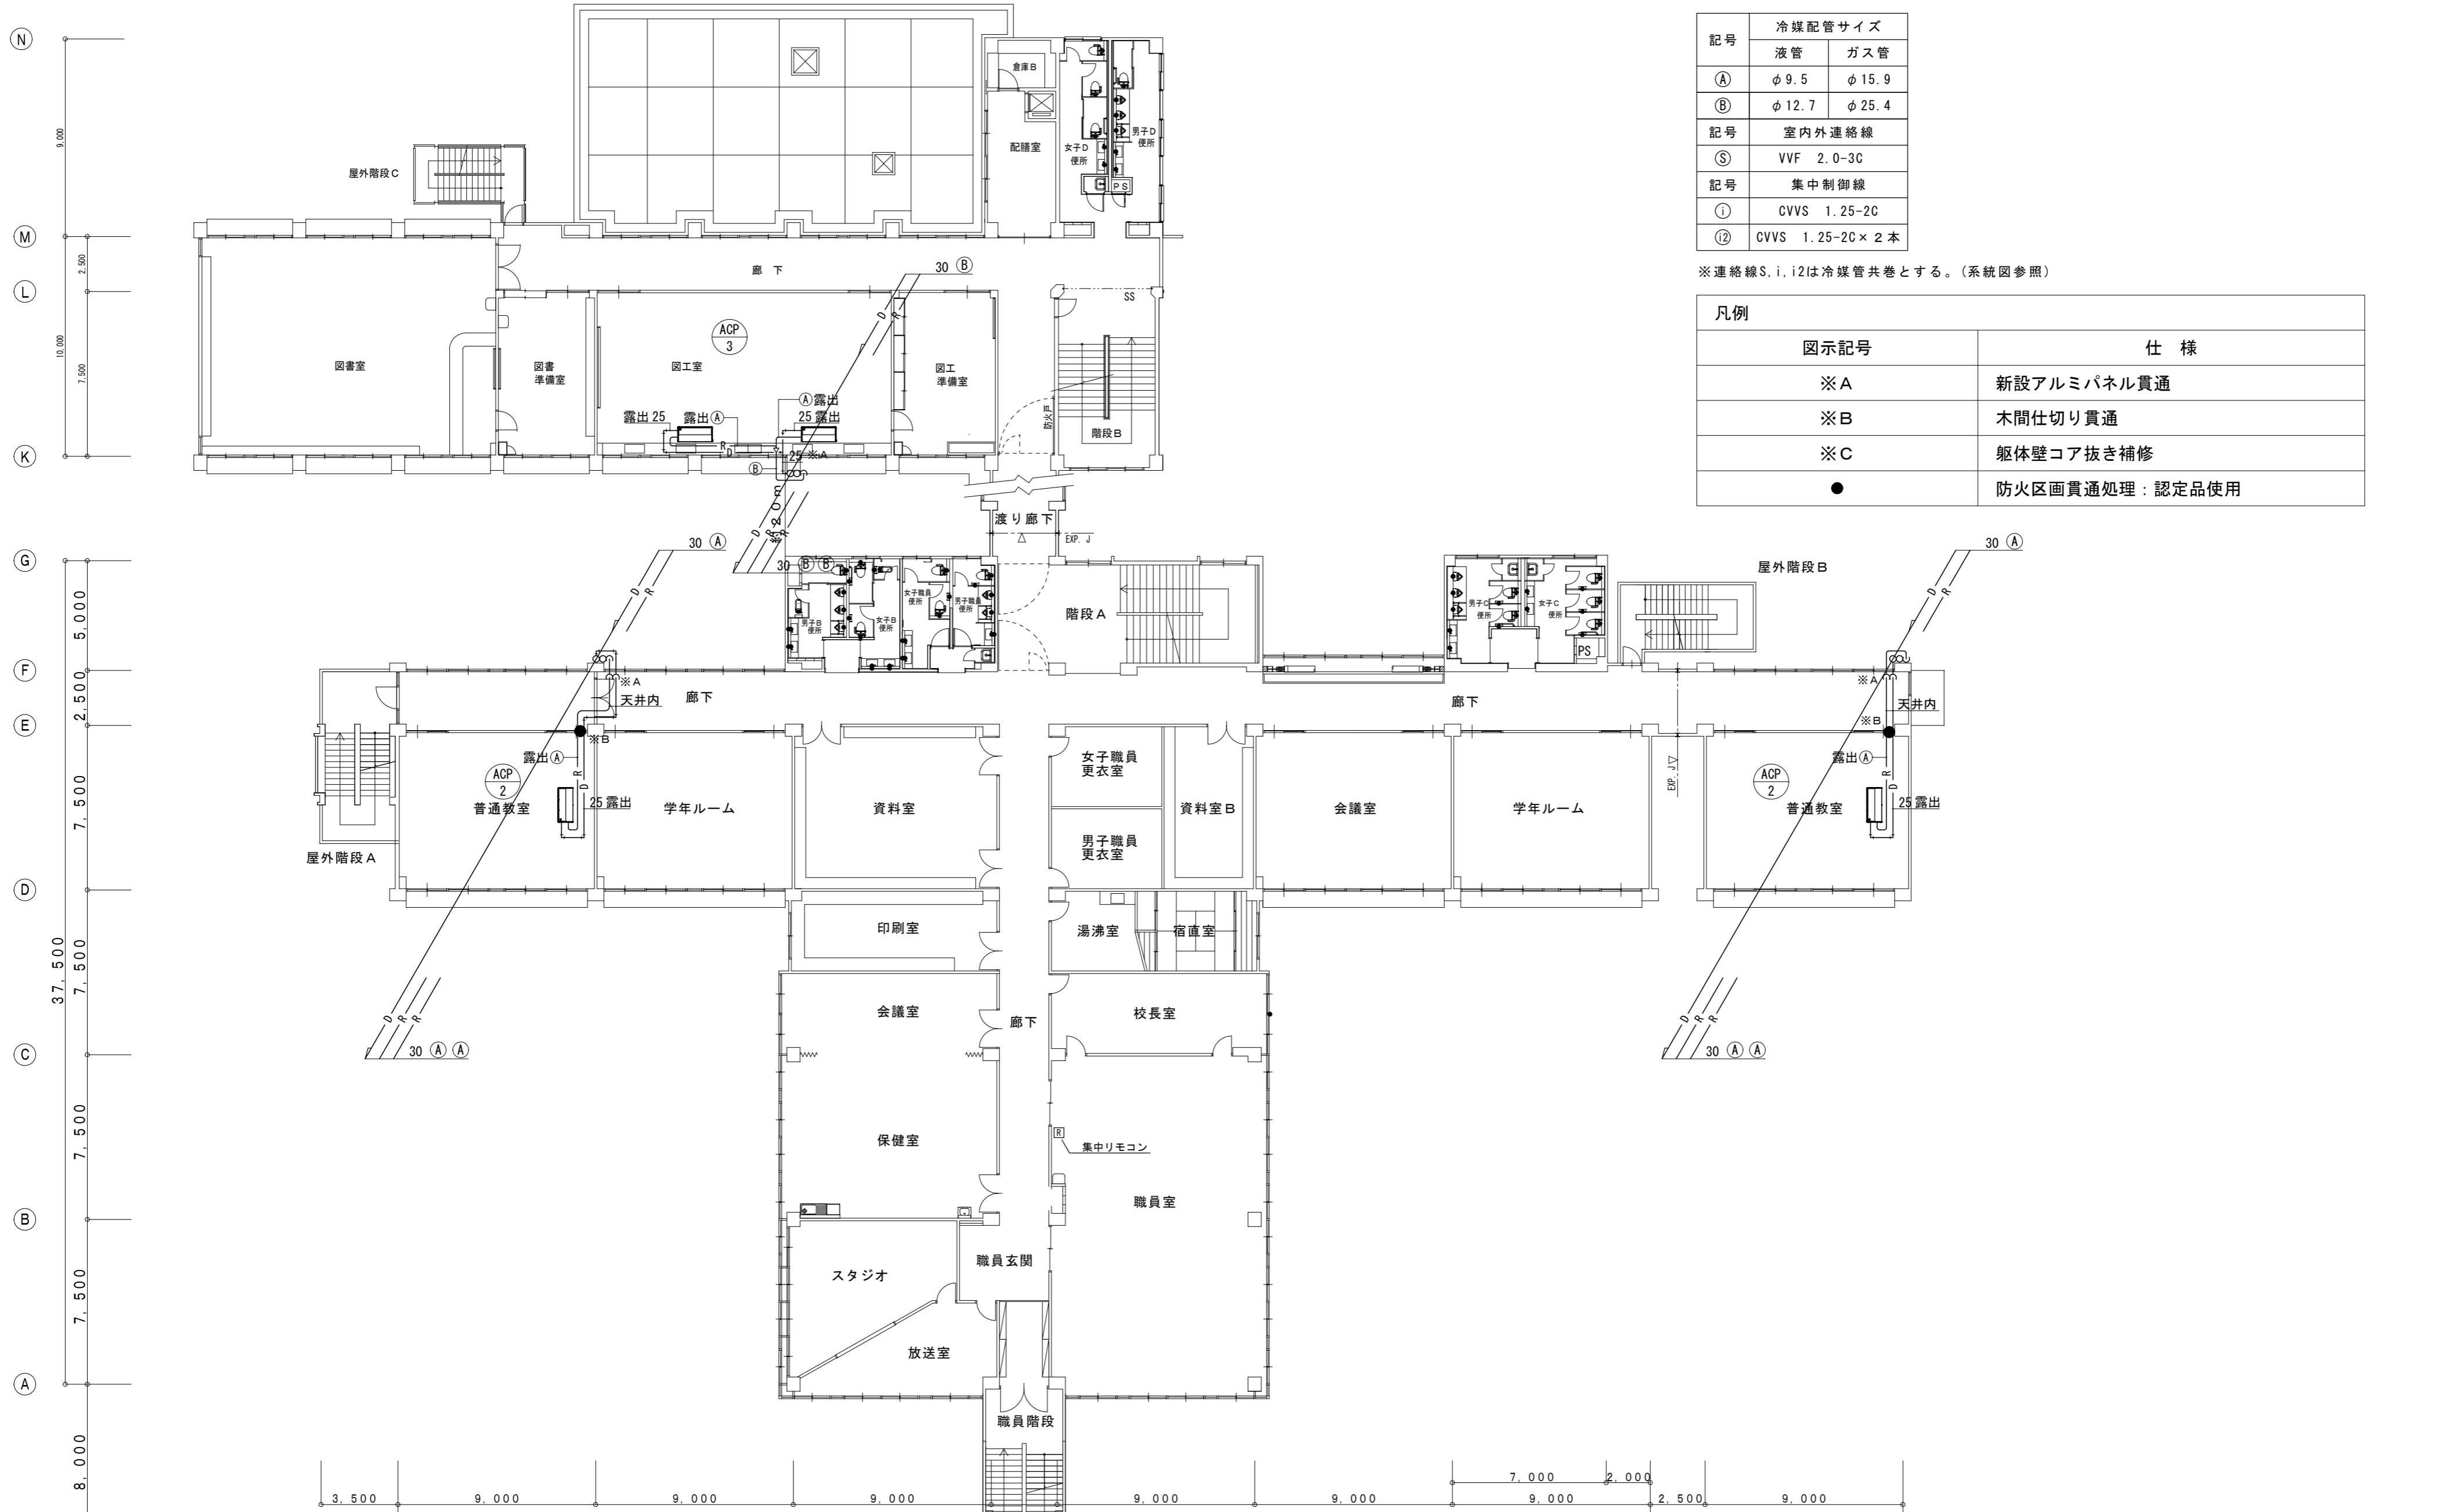 記号
冷媒配管サイズ
液管
ガス管
Ⓐ
φ9.5
φ15.9
Ⓑ
φ12.7
φ25.4
記号
室内外連絡線
Ⓢ
VVF 2.0-3C
記号
集中制御線
ⓘ
CVVS 1.25-2C
i2
CVVS 1.25-2C×2本
※連絡線S,i,i2は冷媒管共巻とする。(系統図参照)
凡例
図示記号
仕 様
※A
新設アルミパネル貫通
※B
木間仕切り貫通
※C
躯体壁コア抜き補修
●
防火区画貫通処理:認定品使用
N
M
L
K
G
F
E
D
C
B
A
9,000
2,500
10,000
7,500
5,000
2,500
7,500
37,500
7,500
7,500
7,500
8,000
屋外階段C
倉庫B
配膳室
女子D
便所
男子D
便所
PS
廊 下
30 Ⓑ
SS
図書室
図書
準備室
ACP
3
図工室
図工
準備室
D
R
Ⓐ露出
露出 25
露出Ⓐ
25 露出
R
D
25 ※A
Ⓑ
防火戸
階段B
約20m
D
R
R
30 Ⓑ Ⓑ
渡り廊下
EXP. J
30 Ⓐ
D
R
男子B
便所
女子B
便所
女子職員
便所
男子職員
便所
階段A
男子C
便所
女子C
便所
PS
屋外階段B
30 Ⓐ
D
R
※A
天井内
廊下
廊下
※A
天井内
※B
※B
露出Ⓐ
ACP
2
普通教室
R
D
25 露出
学年ルーム
資料室
女子職員
更衣室
男子職員
更衣室
資料室B
会議室
学年ルーム
EXP. J
露出Ⓐ
ACP
2
普通教室
R
D
25 露出
屋外階段A
印刷室
湯沸室
宿直室
会議室
廊下
校長室
D
R
R
30 Ⓐ Ⓐ
D
R
R
30 Ⓐ Ⓐ
保健室
R
集中リモコン
職員室
スタジオ
職員玄関
放送室
職員階段
7,000
2,000
3,500
9,000
9,000
9,000
9,000
9,000
9,000
2,500
9,000